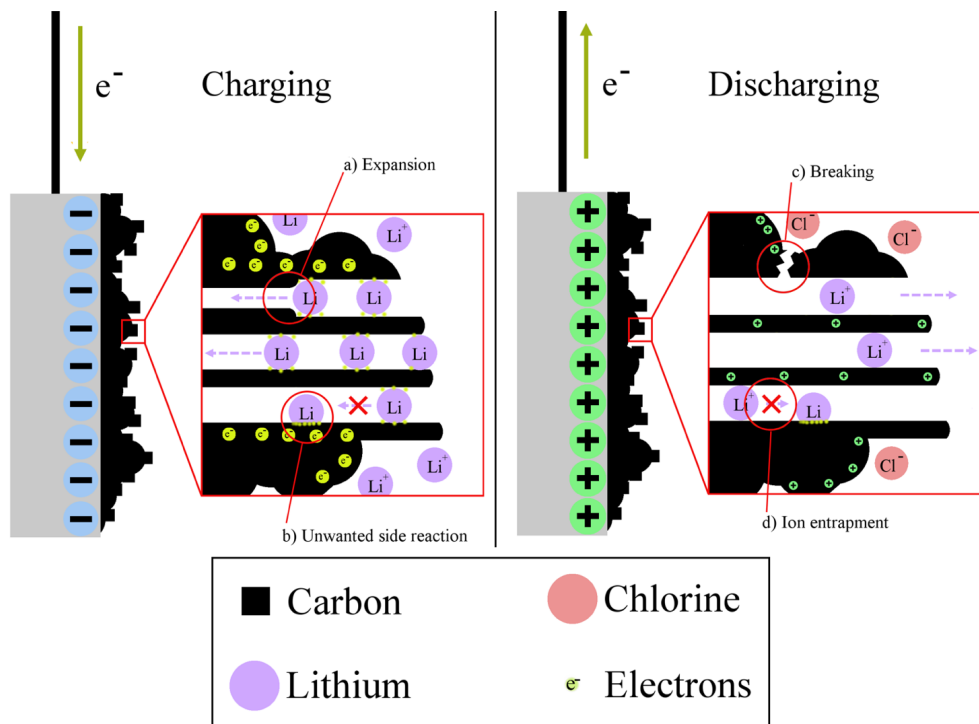 e⁻
Charging
a) Expansion
Li
Li⁺
e⁻
e⁻
e⁻ e⁻ e⁻ e⁻ e⁻
Li Li
Li Li Li
Li Li
e⁻ e⁻ e⁻ e⁻ e⁻
e⁻
e⁻
Li⁺
Li⁺
b) Unwanted side reaction
e⁻
Discharging
c) Breaking
Cl⁻
Cl⁻
Li⁺
Li⁺
Li⁺ Li
Cl⁻
d) Ion entrapment
Carbon
Chlorine
Lithium
e⁻ Electrons